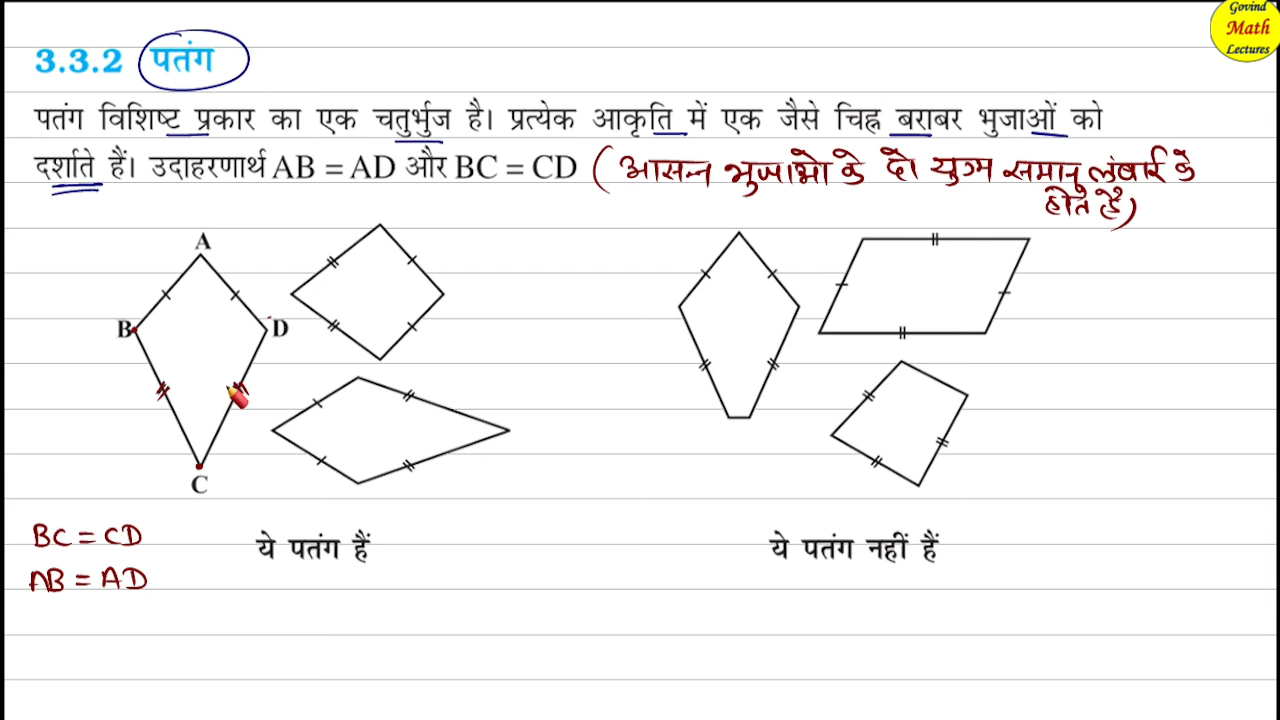 Govind
Math
Lectures
3.3.2 पतंग
पतंग विशिष्ट प्रकार का एक चतुर्भुज है। प्रत्येक आकृति में एक जैसे चिह्न बराबर भुजाओं को
दर्शाते हैं। उदाहरणार्थ AB = AD और BC = CD (आसन्न भुजाओ के दो युग्म समान लंबाई के
होते है)
A
B
D
C
BC = CD
AB = AD
ये पतंग हैं
ये पतंग नहीं हैं